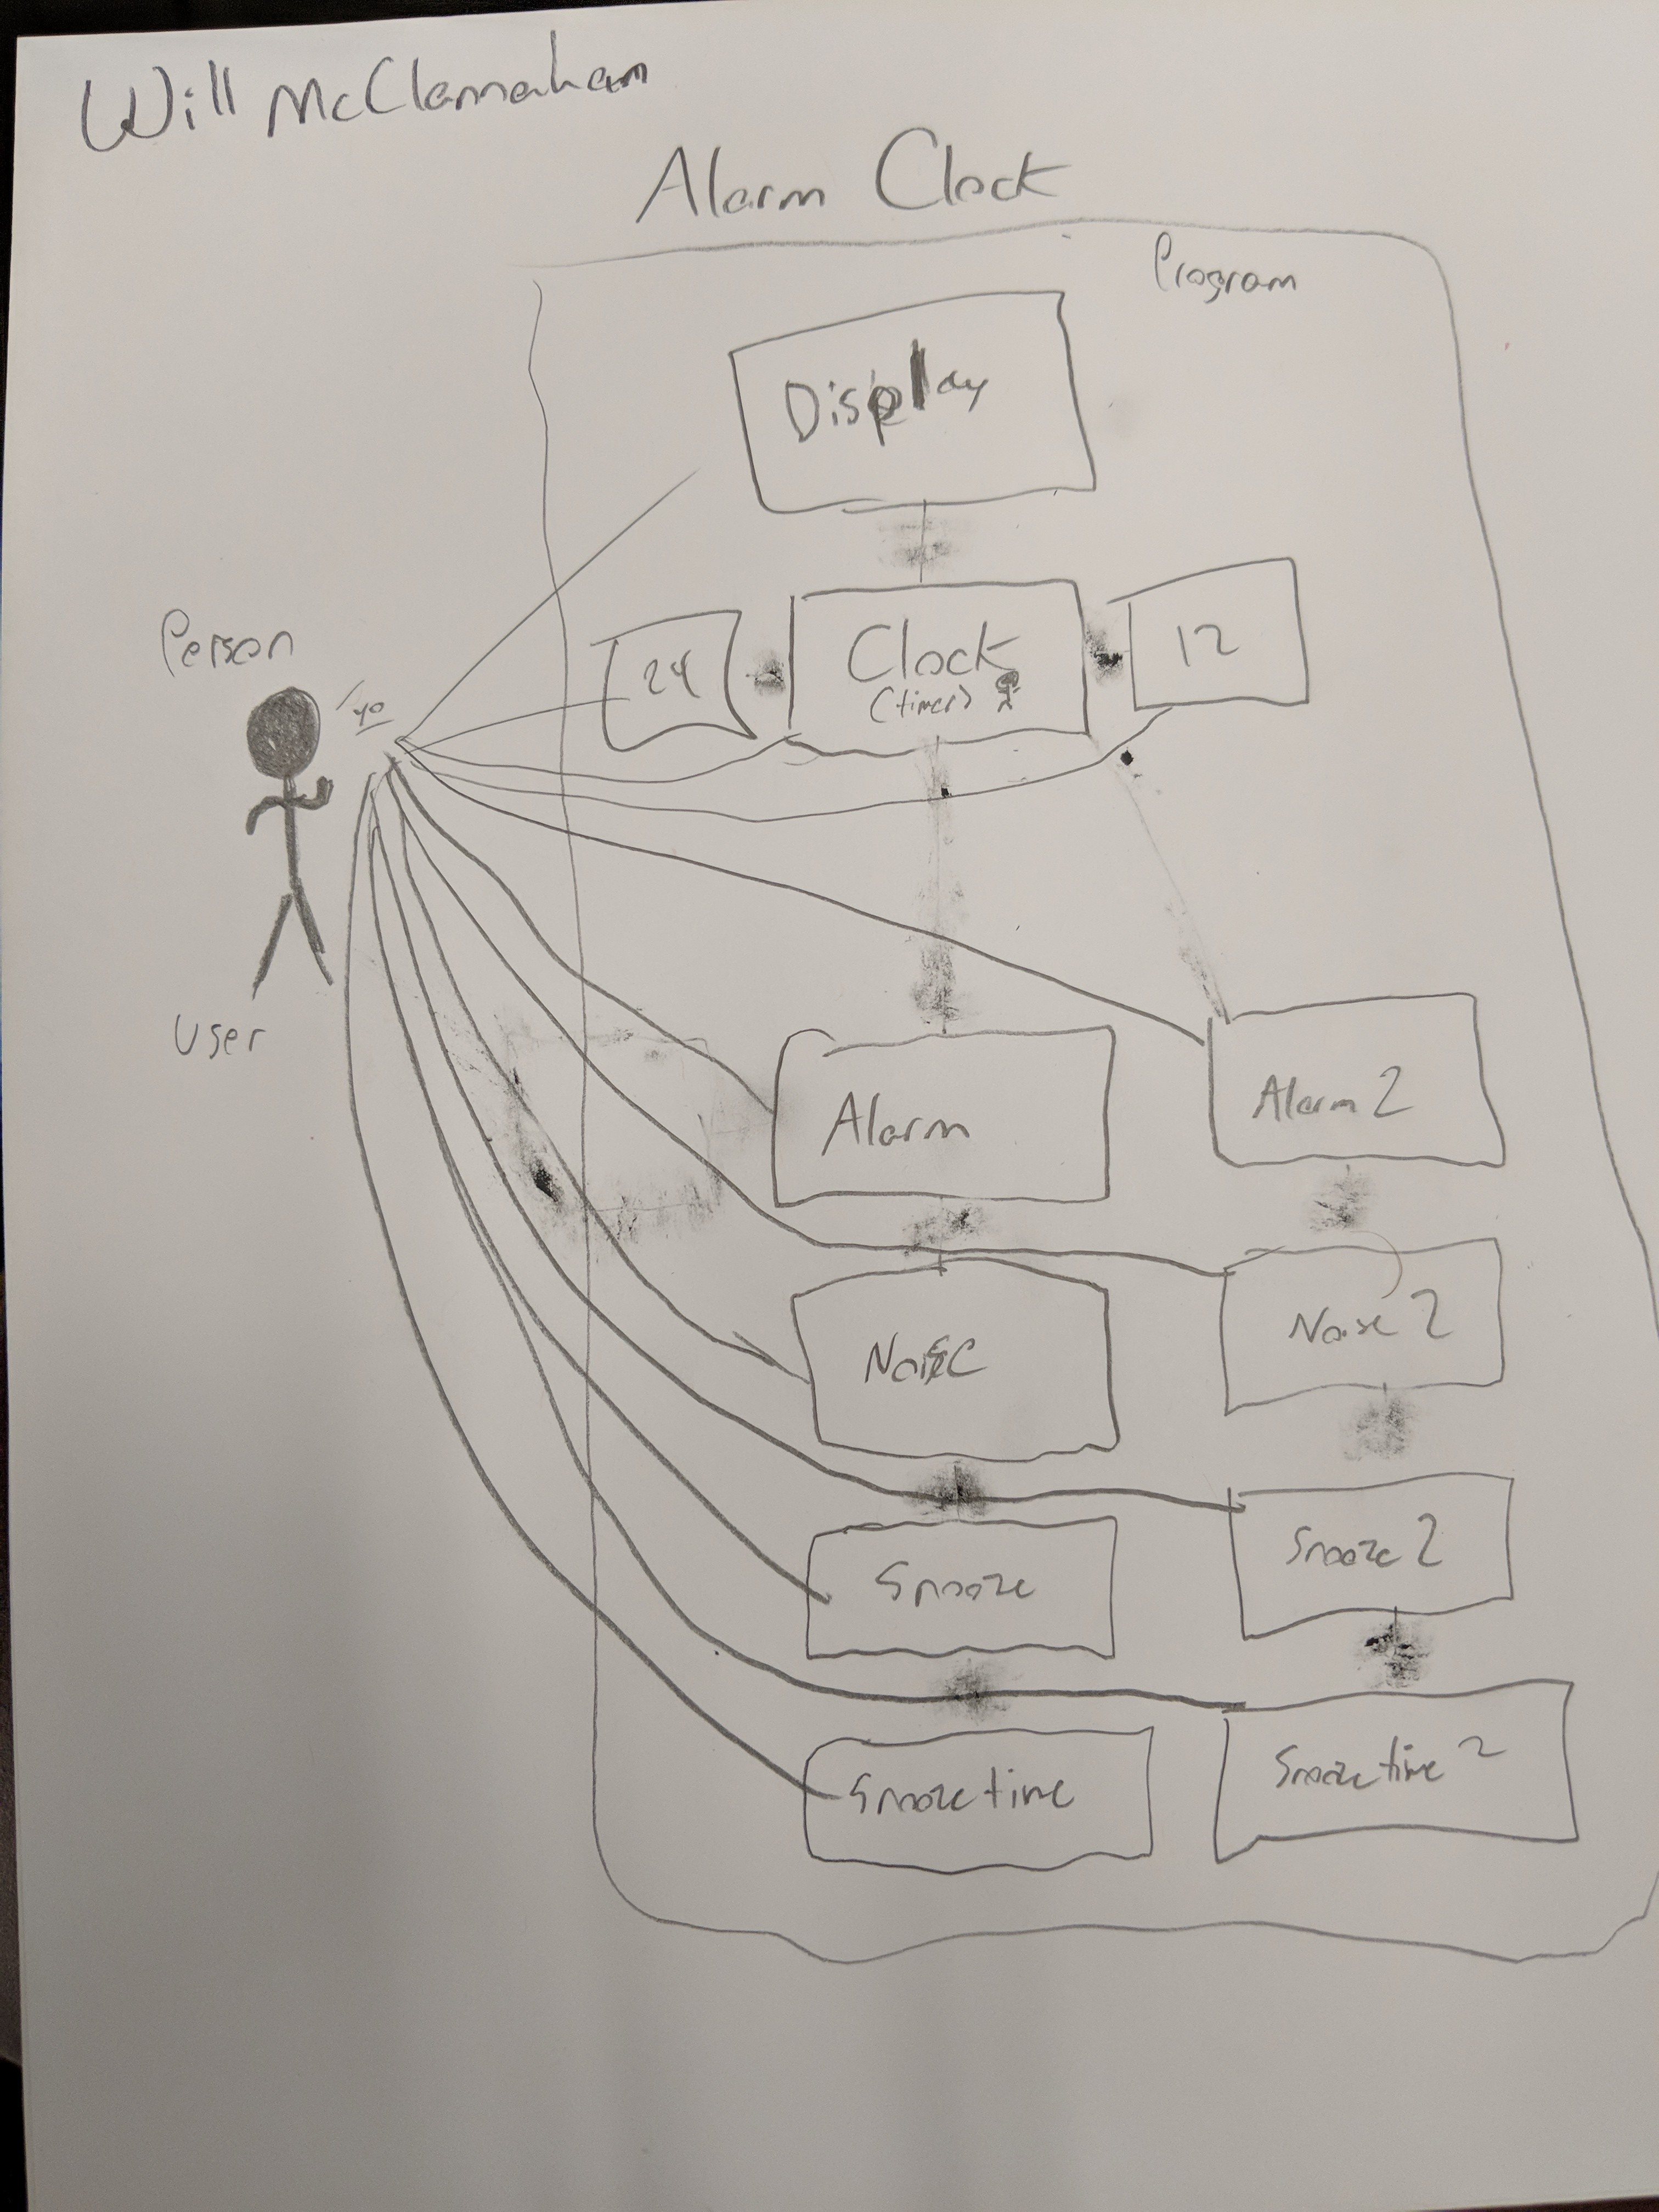 Will McClanahan
Alarm Clock
Program
Display
Person
'yo
24
Clock
(timer)
12
User
Alarm
Alarm 2
Noise
Noise 2
Snooze
Snooze 2
Snooze time
Snooze time 2